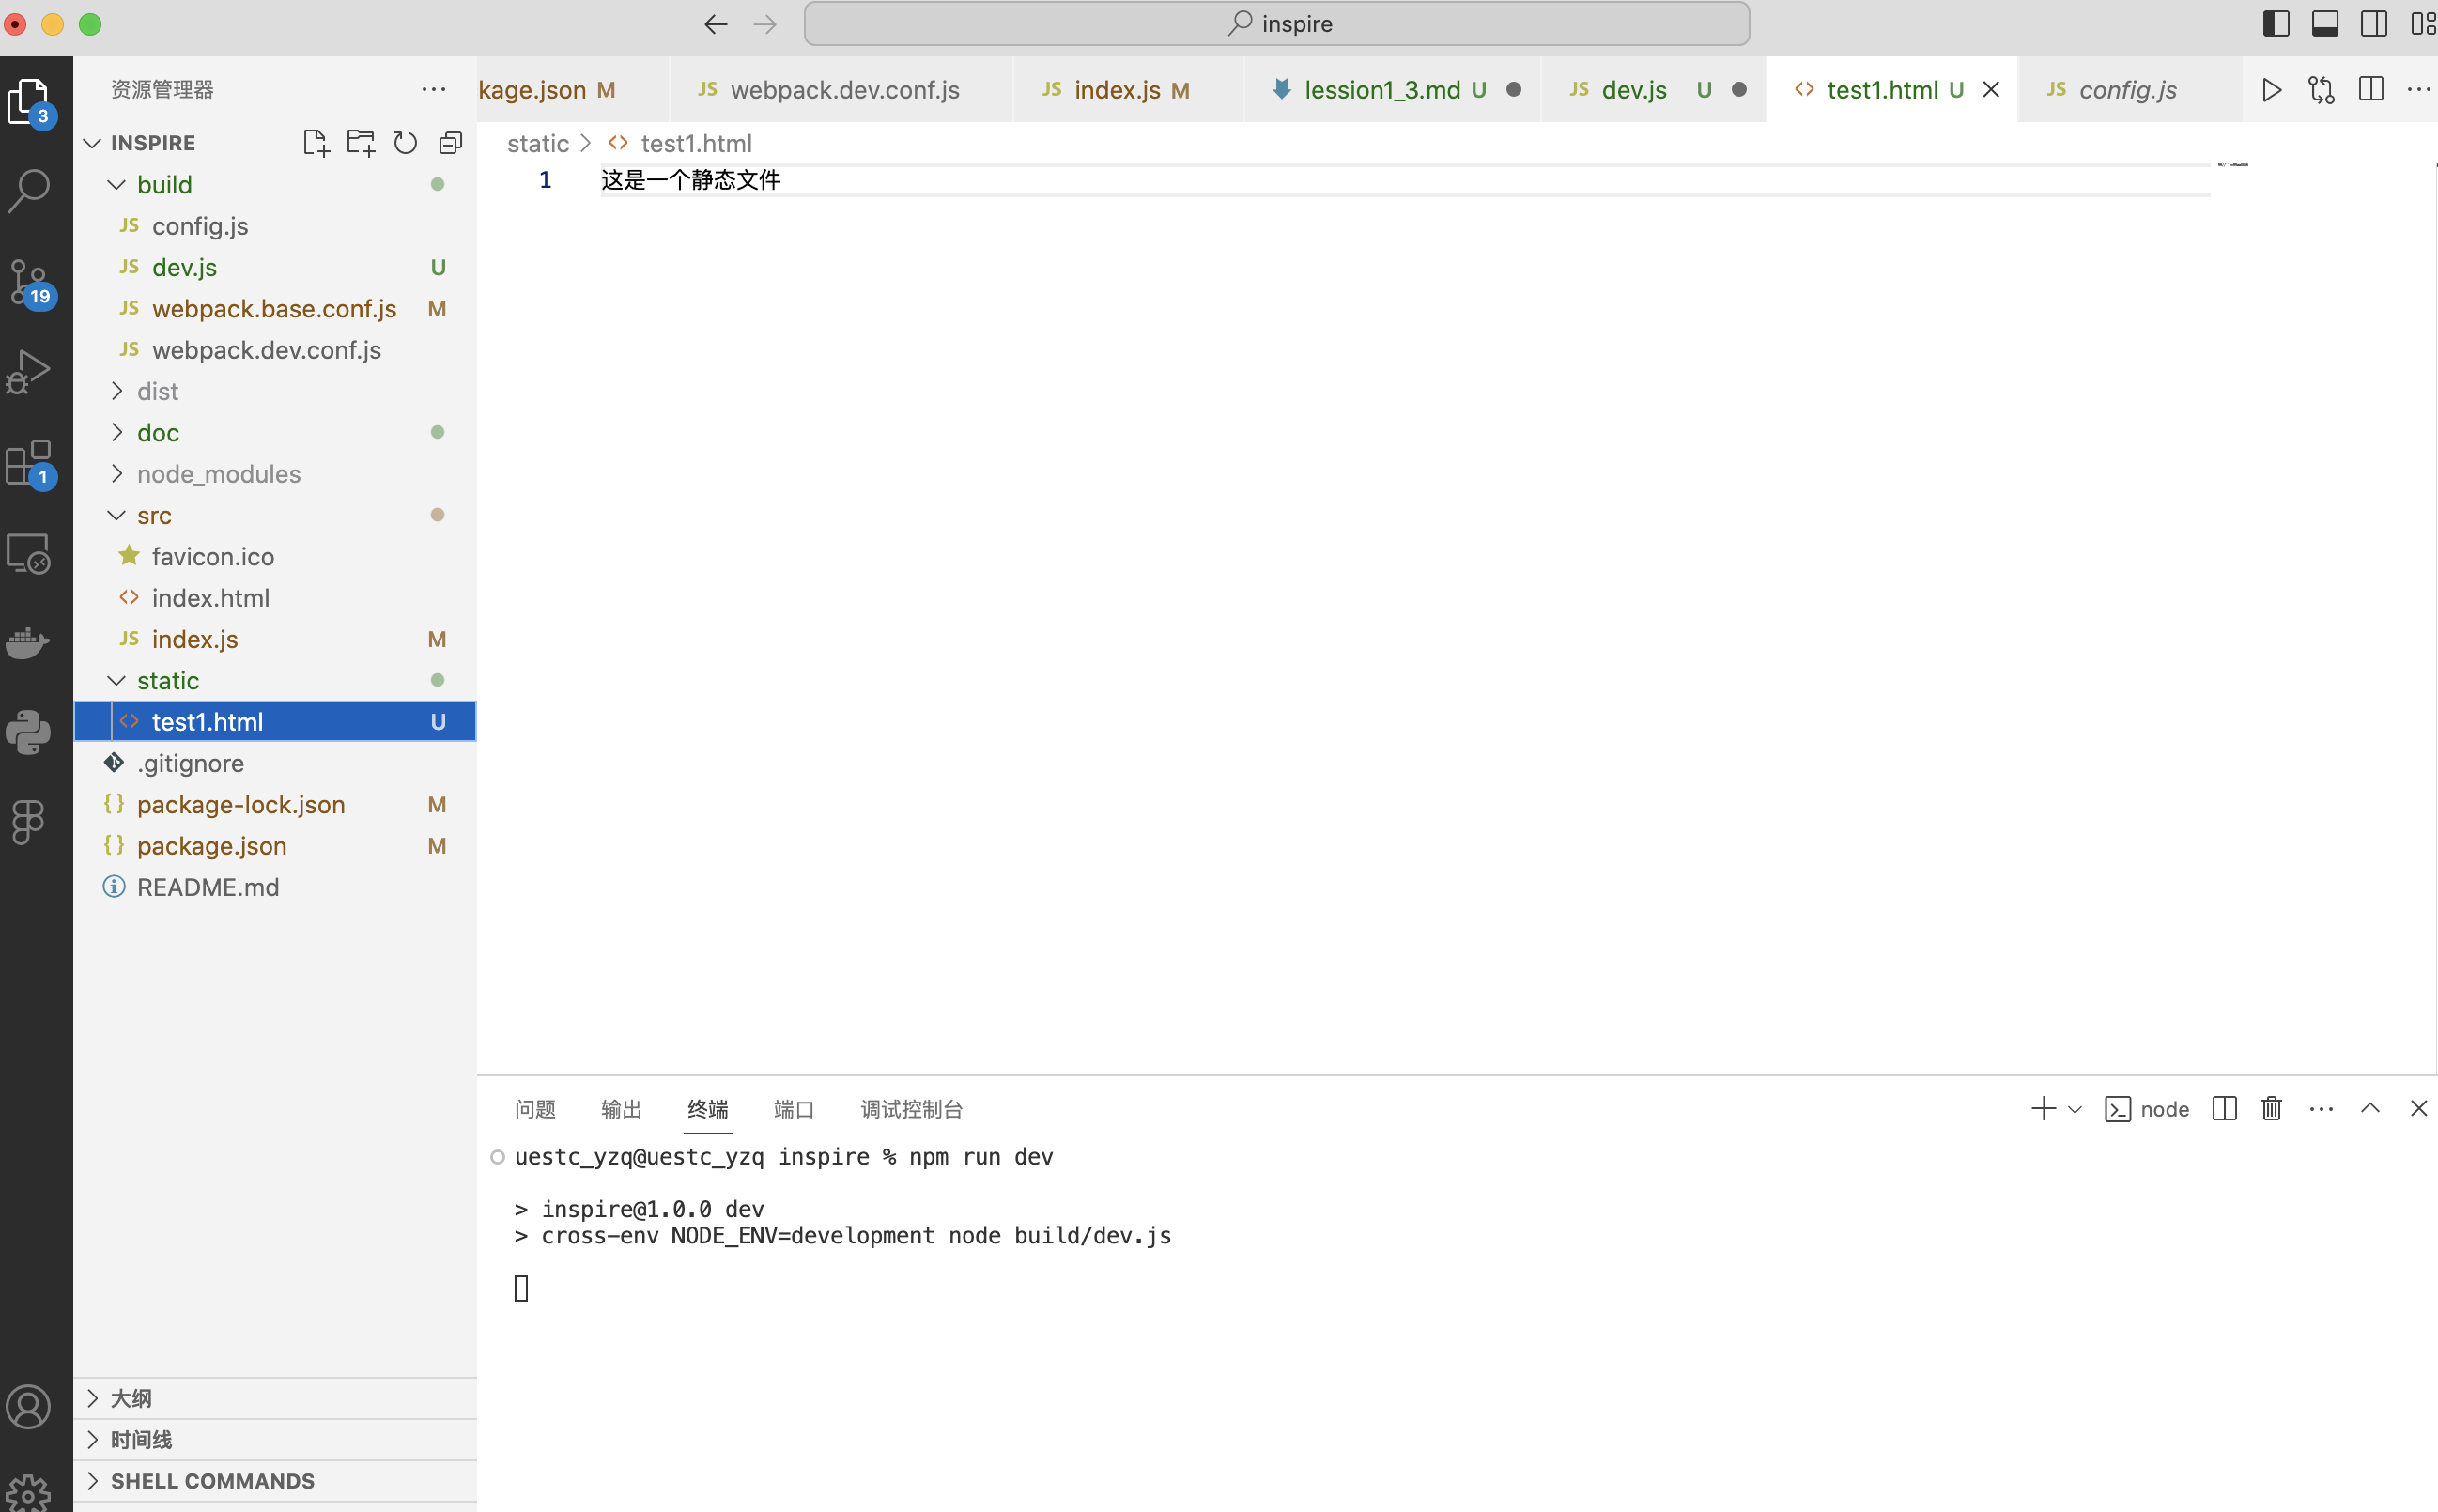 inspire
资源管理器
3
INSPIRE
build
JS config.js
JS dev.js U
JS webpack.base.conf.js M
JS webpack.dev.conf.js
dist
doc
node_modules
src
favicon.ico
index.html
JS index.js M
static
test1.html U
.gitignore
package-lock.json M
package.json M
README.md
19
1
大纲
时间线
SHELL COMMANDS
kage.json M
JS webpack.dev.conf.js
JS index.js M
lession1_3.md U
JS dev.js U
test1.html U
JS config.js
static > test1.html
1 这是一个静态文件
问题 输出 终端 端口 调试控制台
node
uestc_yzq@uestc_yzq inspire % npm run dev
> inspire@1.0.0 dev
> cross-env NODE_ENV=development node build/dev.js